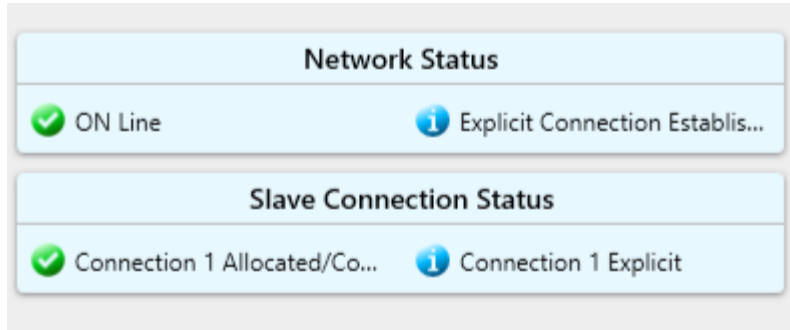 Network Status
ON Line
Explicit Connection Establis...
Slave Connection Status
Connection 1 Allocated/Co...
Connection 1 Explicit